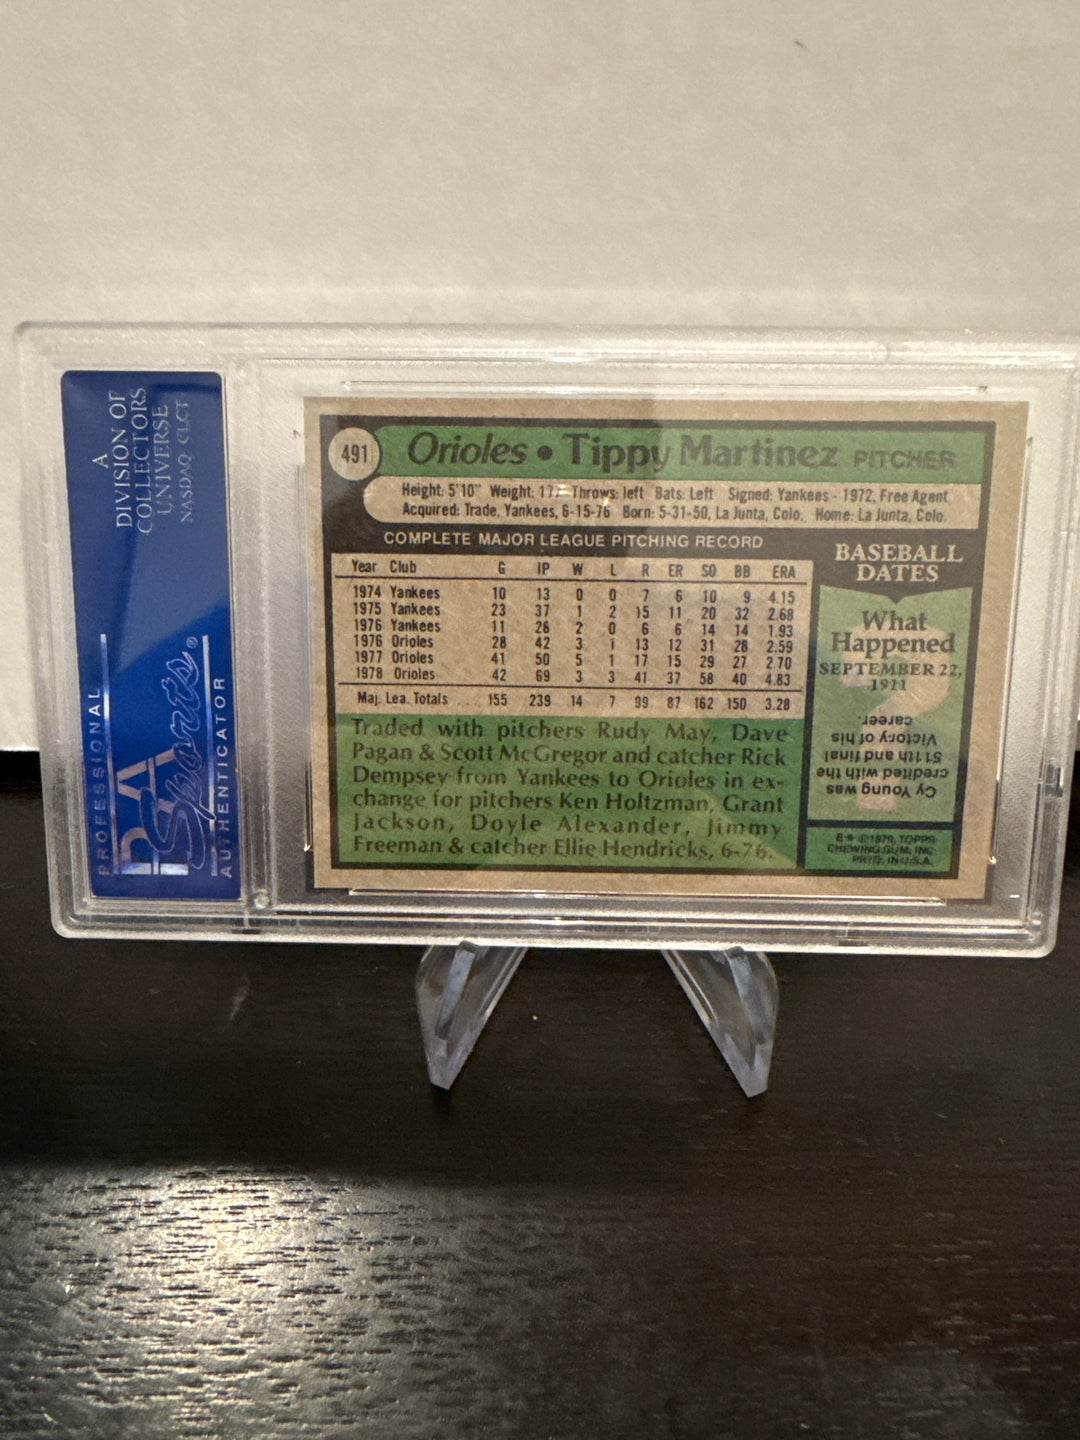 A
DIVISION OF
COLLECTORS
UNIVERSE
NASDAQ: CLCT
PROFESSIONAL
PSA
Sports®
AUTHENTICATOR
491 Orioles • Tippy Martinez PITCHER
Height: 5'10" Weight: 17 Throws: left Bats: Left Signed: Yankees - 1972, Free Agent
Acquired: Trade, Yankees, 6-15-76 Born: 5-31-50, La Junta, Colo. Home: La Junta, Colo.
COMPLETE MAJOR LEAGUE PITCHING RECORD
Year Club G IP W L R ER SO BB ERA
1974 Yankees 10 13 0 0 7 6 10 9 4.15
1975 Yankees 23 37 1 2 15 11 20 32 2.68
1976 Yankees 11 28 2 0 6 6 14 14 1.93
1976 Orioles 28 42 3 1 13 12 31 28 2.59
1977 Orioles 41 50 5 1 17 15 29 27 2.70
1978 Orioles 42 69 3 3 41 37 58 40 4.83
Maj. Lea. Totals .... 155 239 14 7 99 87 162 150 3.28
Traded with pitchers Rudy May, Dave
Pagan & Scott McGregor and catcher Rick
Dempsey from Yankees to Orioles in ex-
change for pitchers Ken Holtzman, Grant
Jackson, Doyle Alexander, Jimmy
Freeman & catcher Ellie Hendricks, 6-76.
BASEBALL
DATES
What
Happened
SEPTEMBER 22,
1911
Cy Young was
credited with the
511th and final
Victory of his
career.
E* ©1979, TOPPS
CHEWING GUM, INC.
PRTD. IN U.S.A.